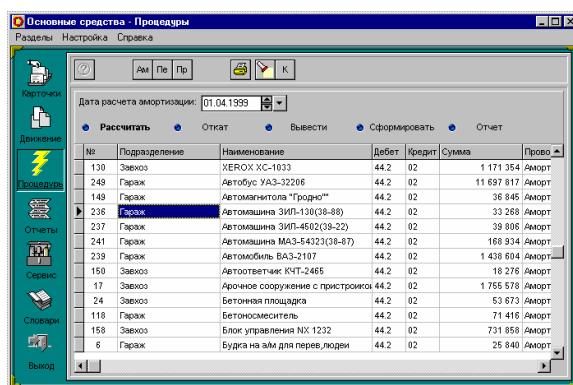 Основные средства - Процедуры
Разделы Настройка Справка
Карточки
Движение
Процедурь
Отчеты
Сервис
Словари
Выход
? Ам Пе Пр К
Дата расчета амортизации: 01.04.1999
Рассчитать Откат Вывести Сформировать Отчет
№ Подразделение Наименование Дебет Кредит Сумма Прово
130 Завхоз XEROX XC-1033 44.2 02 1 171 354 Аморт
249 Гараж Автобус УАЗ-32206 44.2 02 11 697 817 Аморт
149 Гараж Автомагнитола "Гродно"" 44.2 02 36 845 Аморт
236 Гараж Автомашина ЗИЛ-130(38-88) 44.2 02 33 268 Аморт
237 Гараж Автомашина ЗИЛ-4502(39-22) 44.2 02 39 806 Аморт
241 Гараж Автомашина МАЗ-54323(38-87) 44.2 02 168 934 Аморт
239 Гараж Автомобиль ВАЗ-2107 44.2 02 1 438 604 Аморт
150 Завхоз Автоответчик КЧТ-2465 44.2 02 18 276 Аморт
17 Завхоз Арочное сооружение с пристроикои 44.2 02 1 755 578 Аморт
24 Завхоз Бетонная площадка 44.2 02 53 673 Аморт
118 Гараж Бетоносмеситель 44.2 02 71 416 Аморт
158 Завхоз Блок управления NX 1232 44.2 02 731 858 Аморт
6 Гараж Будка на а/м для перев,людеи 44.2 02 25 840 Аморт